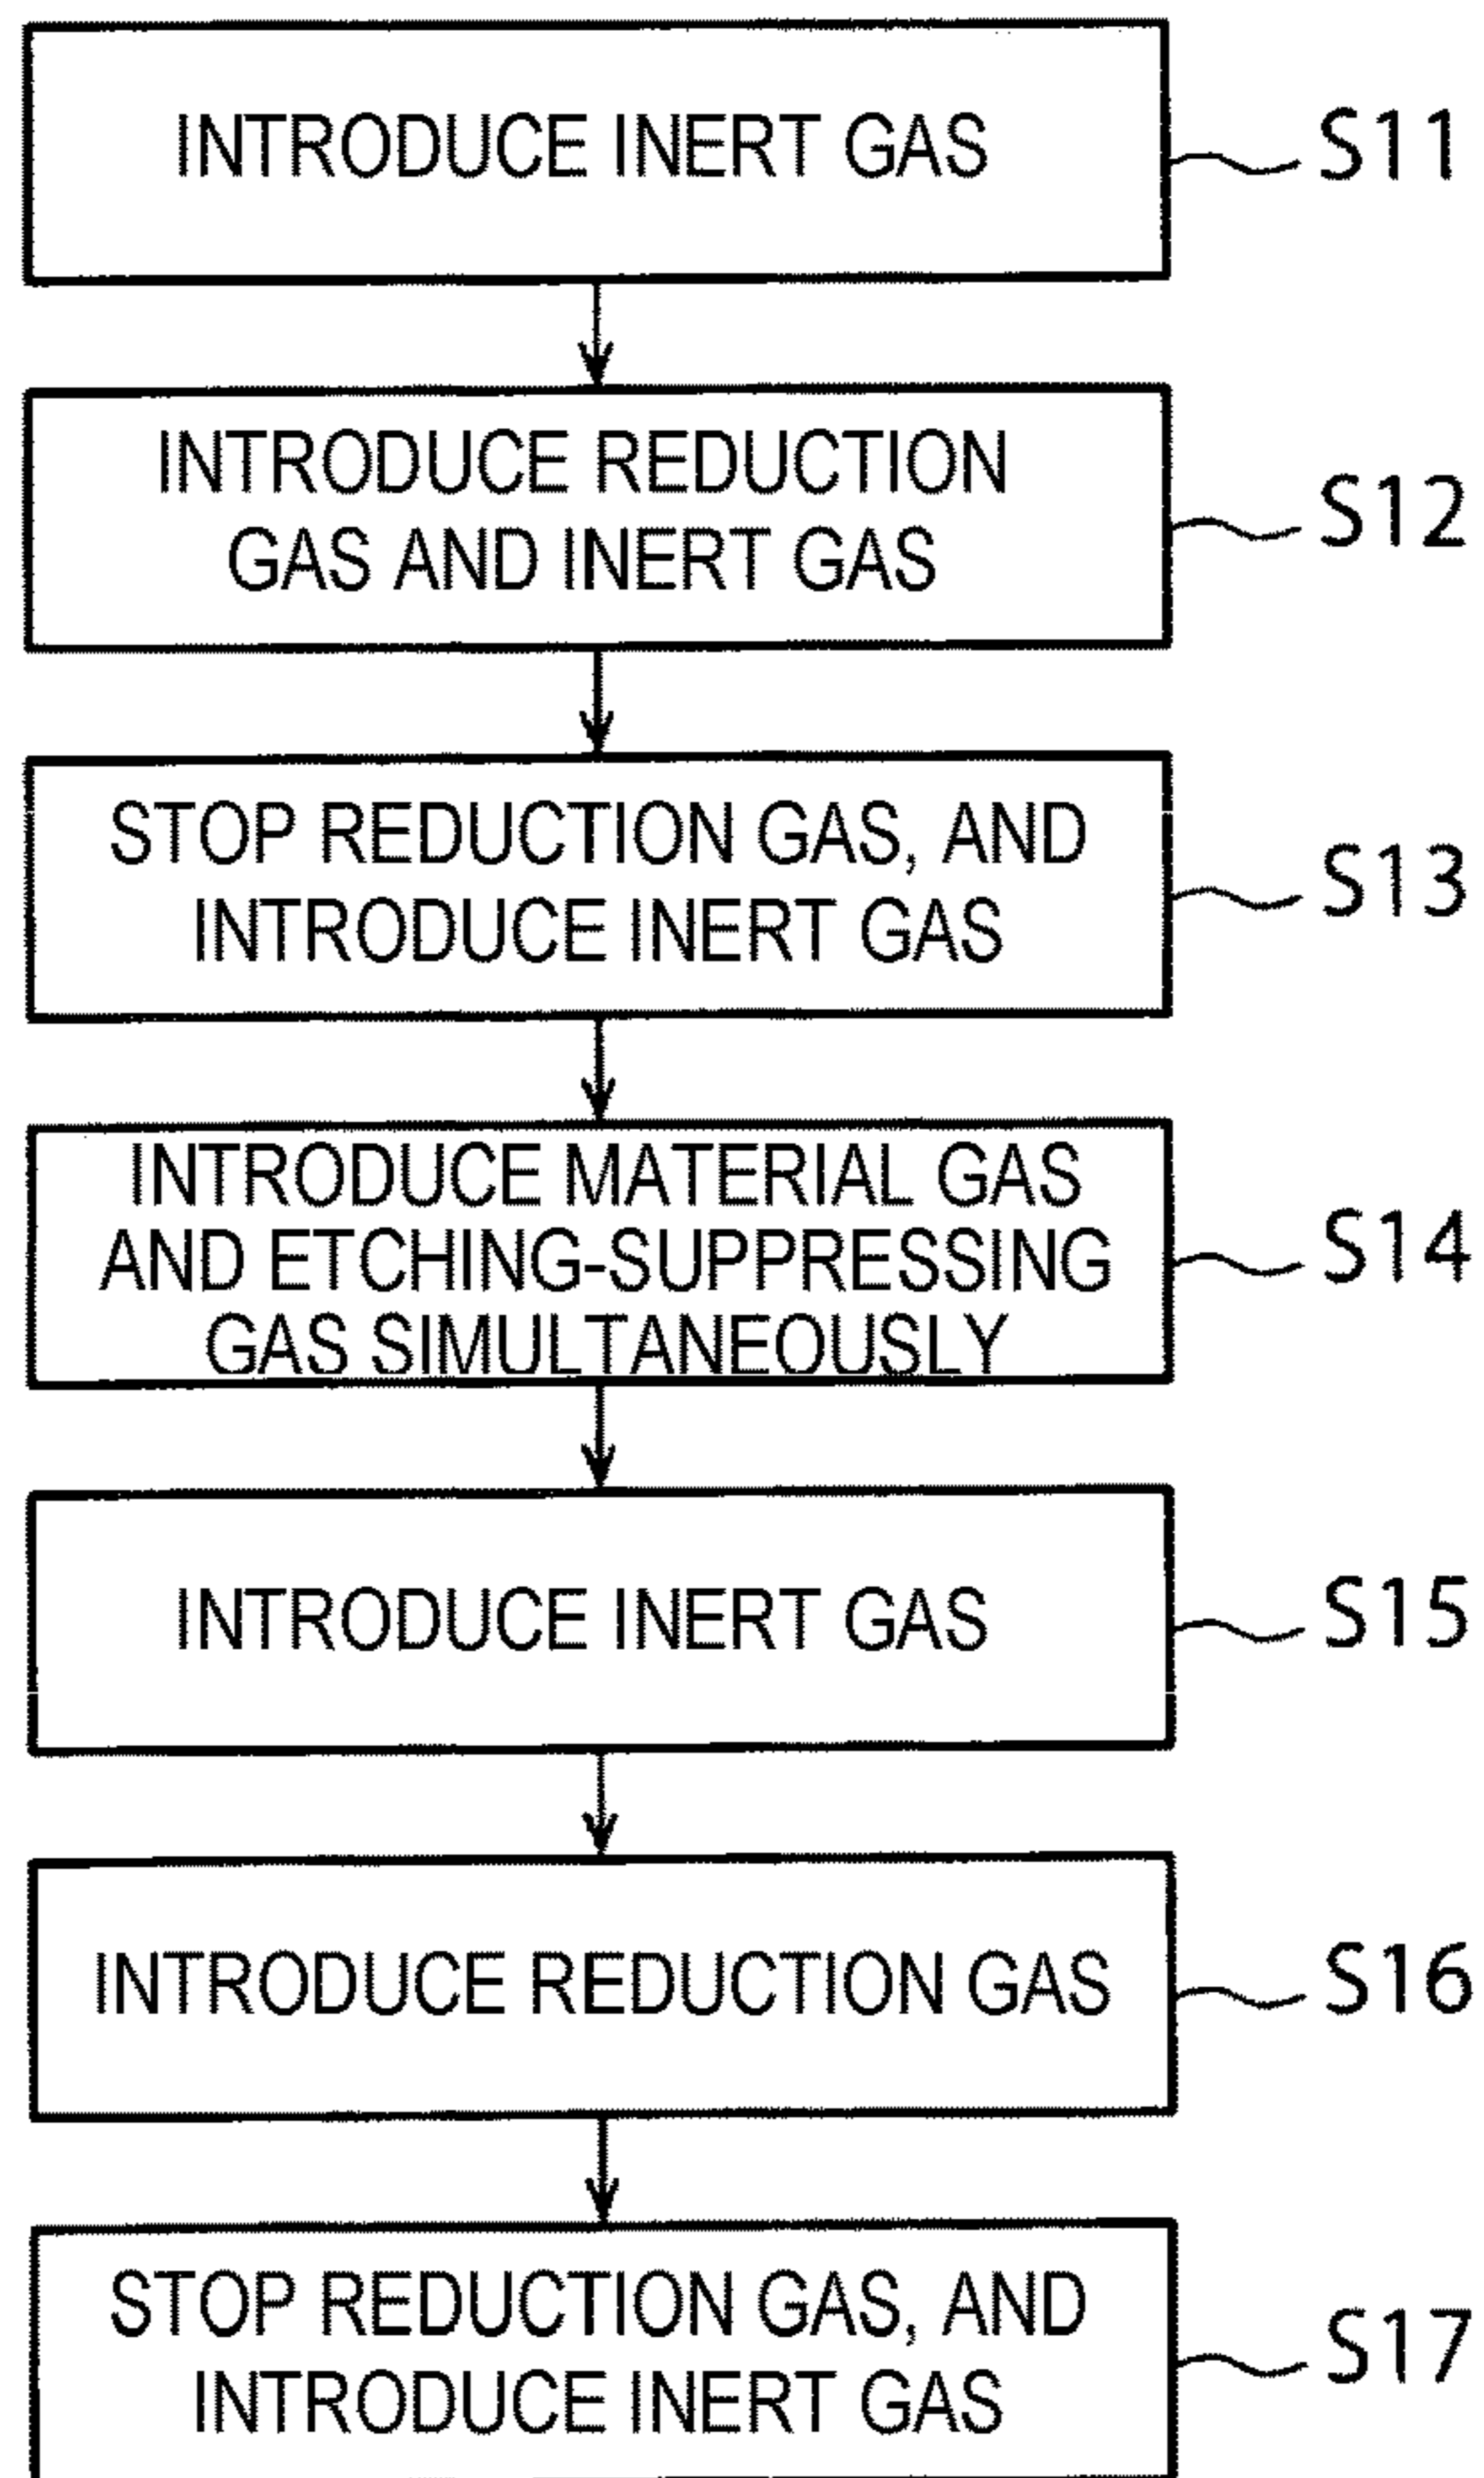 INTRODUCE INERT GAS
S11
INTRODUCE REDUCTION
GAS AND INERT GAS
S12
STOP REDUCTION GAS, AND
INTRODUCE INERT GAS
S13
INTRODUCE MATERIAL GAS
AND ETCHING-SUPPRESSING
GAS SIMULTANEOUSLY
S14
INTRODUCE INERT GAS
S15
INTRODUCE REDUCTION GAS
S16
STOP REDUCTION GAS, AND
INTRODUCE INERT GAS
S17